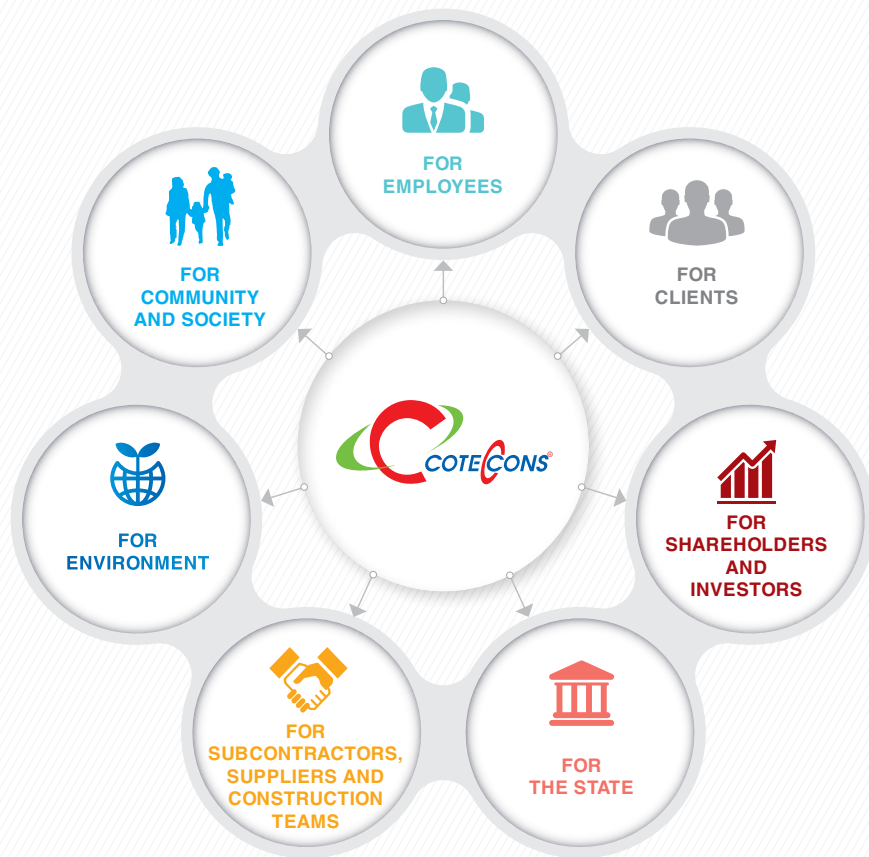 FOR
EMPLOYEES
FOR
CLIENTS
FOR
COMMUNITY
AND SOCIETY
COTECCONS®
FOR
ENVIRONMENT
FOR
SHAREHOLDERS
AND
INVESTORS
FOR
SUBCONTRACTORS,
SUPPLIERS AND
CONSTRUCTION
TEAMS
FOR
THE STATE